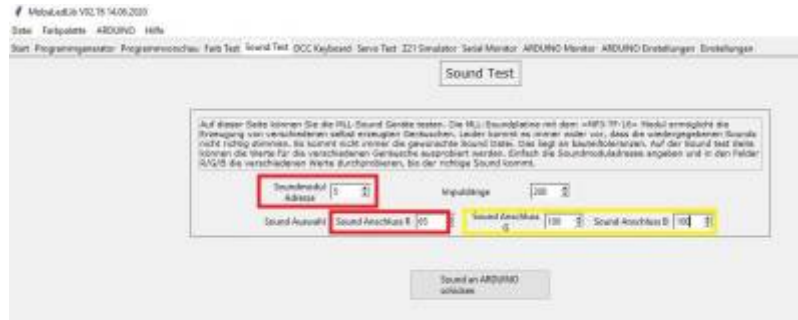 MobaLedLib V02.15 14.06.2020
Datei Farbpalette ARDUINO Hilfe
Start Programmgenerator Programmvorschau Farb Test Sound Test DCC Keyboard Servo Test Z21 Simulator Serial Monitor ARDUINO Monitor ARDUINO Einstellungen Einstellungen
Sound Test
Auf dieser Seite können Sie die MLL-Sound Geräte testen. Die MLL-Soundplatine mit dem »MP3-TF-16« Modul ermöglicht die
Erzeugung von verschiedenen selbst erzeugten Geräuschen. Leider kommt es immer wieder vor, dass die wiedergegebenen Sounds
nicht richtig stimmen. Es kommt nicht immer die gewünschte Sound Datei. Dies liegt an Bauteiltoleranzen. Auf der Sound test Seite
können die Werte für die verschiedenen Geräusche ausprobiert werden. Einfach die Soundmoduladresse angeben und in den Felder
R/G/B die verschiedenen Werte durchprobieren, bis der richtige Sound kommt.
Soundmodul Impulslänge 200
Adresse
Sound Auswahl Sound Anschluss R 65 Sound Anschluss 100 Sound Anschluss B 100
G
Sound an ARDUINO
schicken